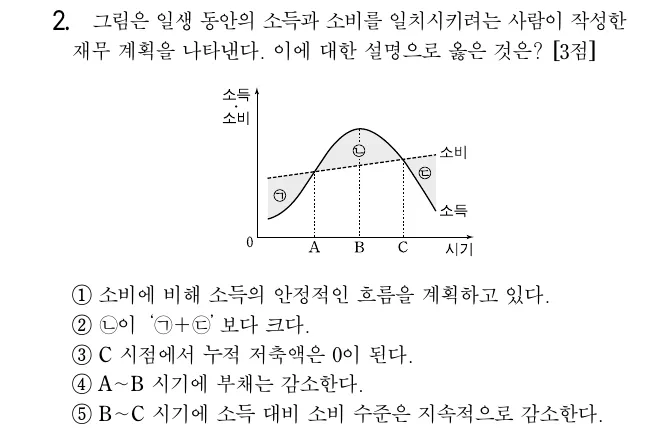 2. 그림은 일생 동안의 소득과 소비를 일치시키려는 사람이 작성한
재무 계획을 나타낸다. 이에 대한 설명으로 옳은 것은? [3점]
소득
·
소비
㉡
소비
㉢
㉠
소득
0 A B C 시기
① 소비에 비해 소득의 안정적인 흐름을 계획하고 있다.
② ㉡이 ‘㉠+㉢’ 보다 크다.
③ C 시점에서 누적 저축액은 0이 된다.
④ A~B 시기에 부채는 감소한다.
⑤ B~C 시기에 소득 대비 소비 수준은 지속적으로 감소한다.